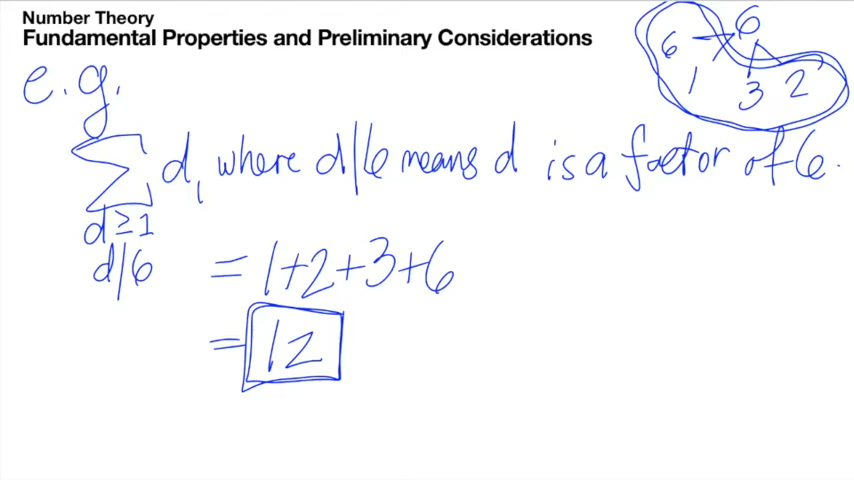 Number Theory
Fundamental Properties and Preliminary Considerations
e.g.
6 6
1 3 2
∑ d, where d|6 means d is a factor of 6.
d≥1
d|6 = 1+2+3+6
= 12